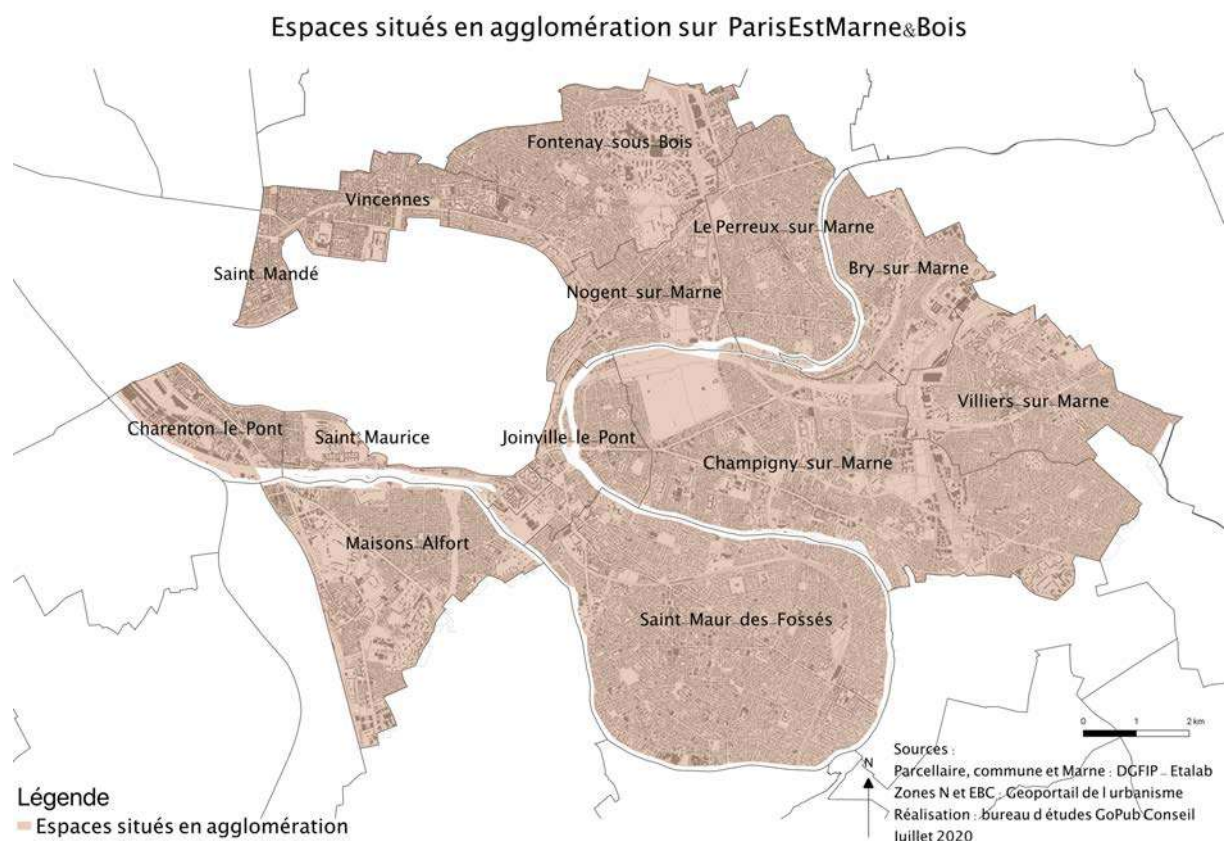 Espaces situés en agglomération sur ParisEstMarne&Bois
Fontenay sous Bois
Vincennes
Le Perreux sur Marne
Saint Mandé
Bry sur Marne
Nogent sur Marne
Villiers sur Marne
Charenton le Pont
Saint Maurice
Joinville le Pont
Champigny sur Marne
Maisons Alfort
Saint Maur des Fossés
0 1 2 km
N
Sources :
Parcellaire, commune et Marne : DGFIP _ Etalab
Zones N et EBC : Géoportail de l urbanisme
Réalisation : bureau d études GoPub Conseil
Juillet 2020
Légende
Espaces situés en agglomération